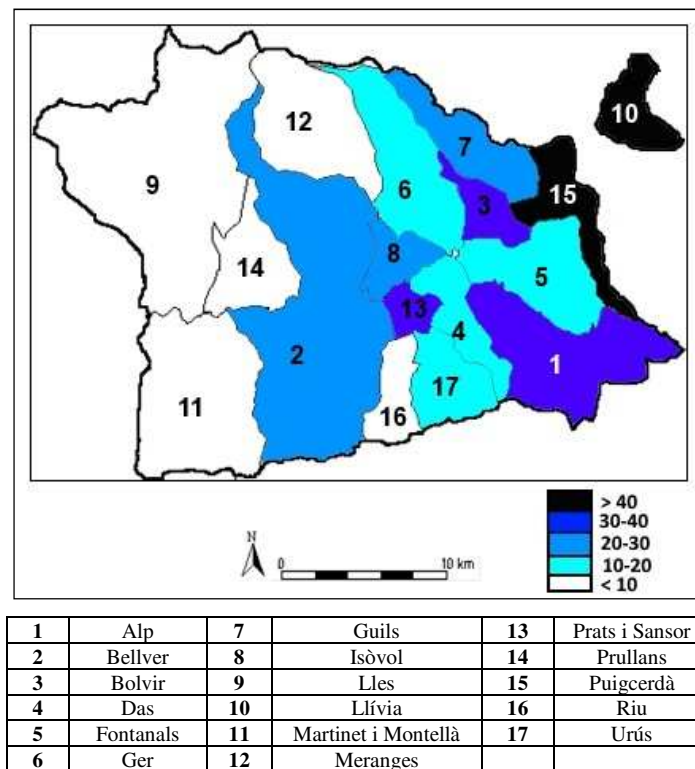 10
12
7
9
6
3
15
8
14
5
13
4
2
1
17
11
16
> 40
30-40
20-30
10-20
< 10
N
0 10 km
1 Alp 7 Guils 13 Prats i Sansor
2 Bellver 8 Isòvol 14 Prullans
3 Bolvir 9 Lles 15 Puigcerdà
4 Das 10 Llívia 16 Riu
5 Fontanals 11 Martinet i Montellà 17 Urús
6 Ger 12 Meranges